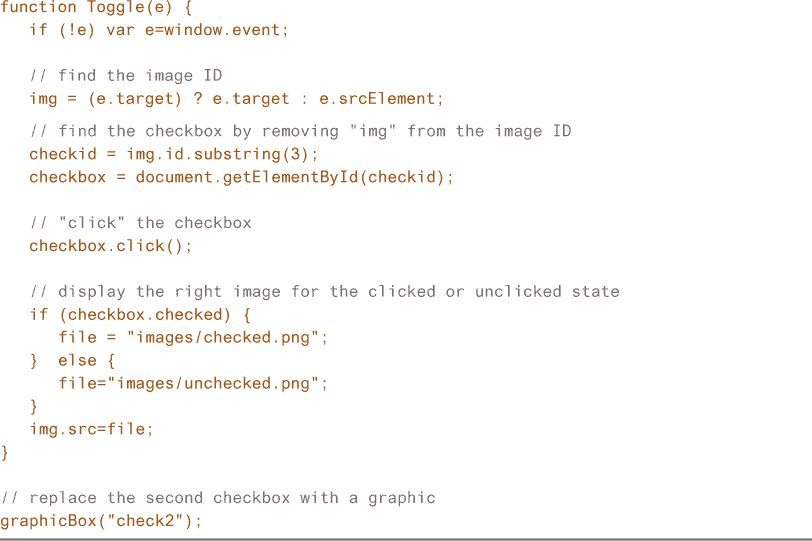 function Toggle(e) {
if (!e) var e=window.event;
// find the image ID
img = (e.target) ? e.target : e.srcElement;
// find the checkbox by removing "img" from the image ID
checkid = img.id.substring(3);
checkbox = document.getElementById(checkid);
// "click" the checkbox
checkbox.click();
// display the right image for the clicked or unclicked state
if (checkbox.checked) {
file = "images/checked.png";
}  else {
file="images/unchecked.png";
}
img.src=file;
}
// replace the second checkbox with a graphic
graphicBox("check2");